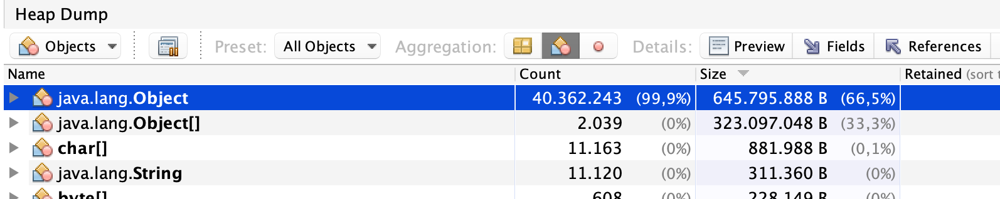 Heap Dump
Objects Preset: All Objects Aggregation: Details: Preview Fields References
Name Count Size Retained (sort
java.lang.Object 40.362.243 (99,9%) 645.795.888 B (66,5%)
java.lang.Object[] 2.039 (0%) 323.097.048 B (33,3%)
char[] 11.163 (0%) 881.988 B (0,1%)
java.lang.String 11.120 (0%) 311.360 B (0%)
byte[] 608 (0%) 228.149 B (0%)